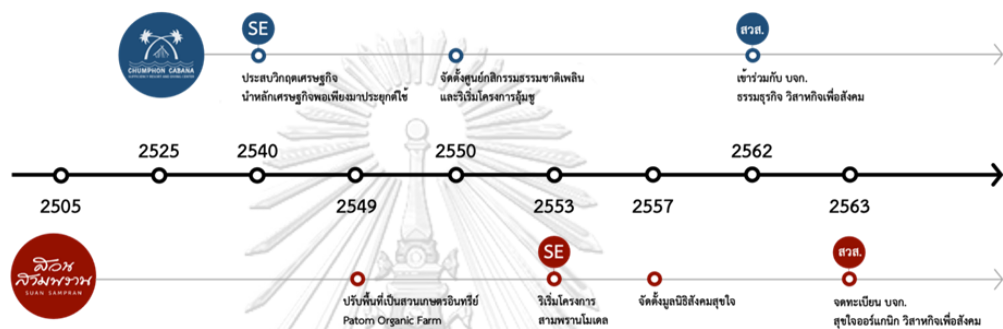 SE
สวส.
CHUMPHON CABANA
ประสบวิกฤตเศรษฐกิจ
นำหลักเศรษฐกิจพอเพียงมาประยุกต์ใช้
จัดตั้งศูนย์กสิกรรมธรรมชาติเพลิน
และริเริ่มโครงการอุ้มชู
เข้าร่วมกับ บจก.
ธรรมธุรกิจ วิสาหกิจเพื่อสังคม
2525
2540
2550
2562
2505
2549
2553
2557
2563
สวนสามพราน
SUAN SAMPRAN
SE
สวส.
ปรับพื้นที่เป็นสวนเกษตรอินทรีย์
Patom Organic Farm
ริเริ่มโครงการ
สามพรานโมเดล
จัดตั้งมูลนิธิสังคมสุขใจ
จดทะเบียน บจก.
สุขใจออร์แกนิก วิสาหกิจเพื่อสังคม